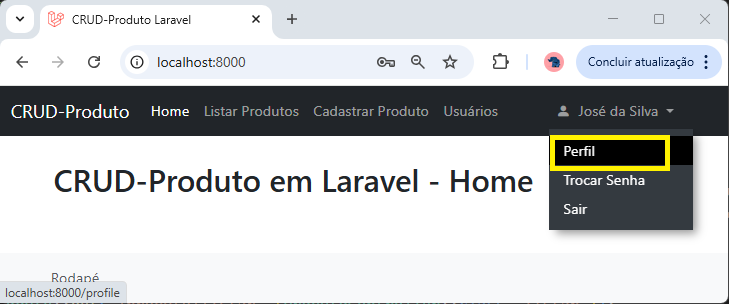 CRUD-Produto Laravel
localhost:8000
Concluir atualização
CRUD-Produto Home Listar Produtos Cadastrar Produto Usuários José da Silva
Perfil
CRUD-Produto em Laravel - Home
Trocar Senha
Sair
Rodapé
localhost:8000/profile